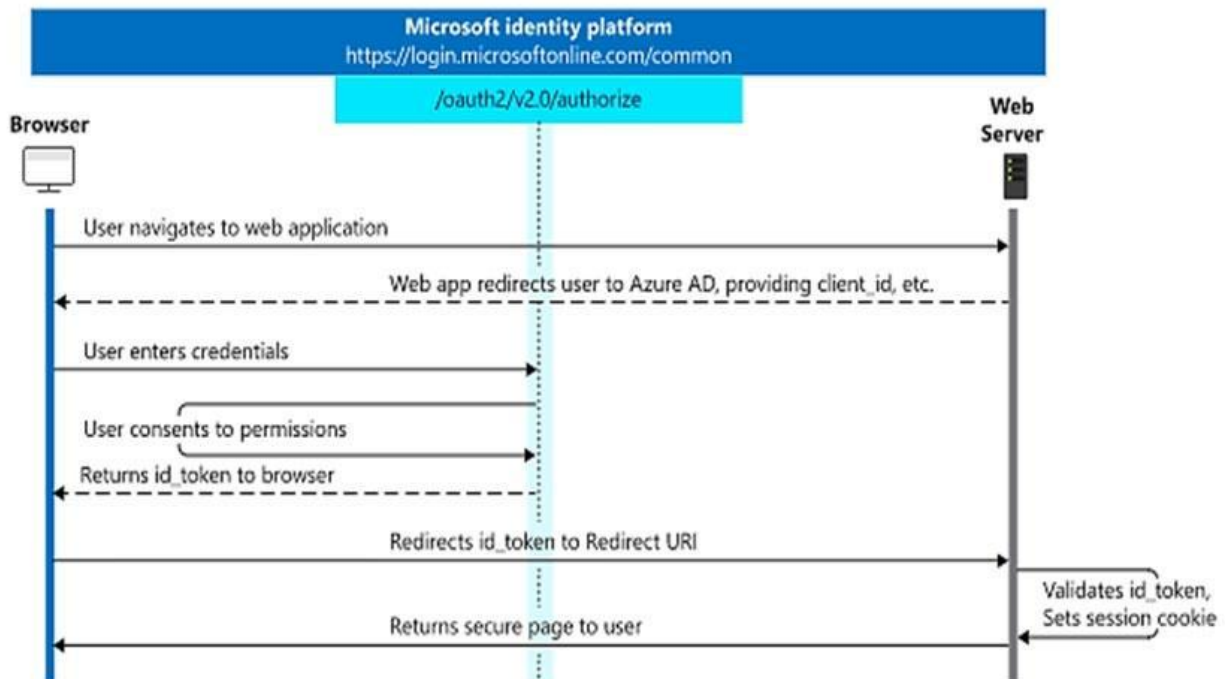 Microsoft identity platform
https://login.microsoftonline.com/common
/oauth2/v2.0/authorize
Browser
Web
Server
User navigates to web application
Web app redirects user to Azure AD, providing client_id, etc.
User enters credentials
User consents to permissions
Returns id_token to browser
Redirects id_token to Redirect URI
Validates id_token,
Sets session cookie
Returns secure page to user